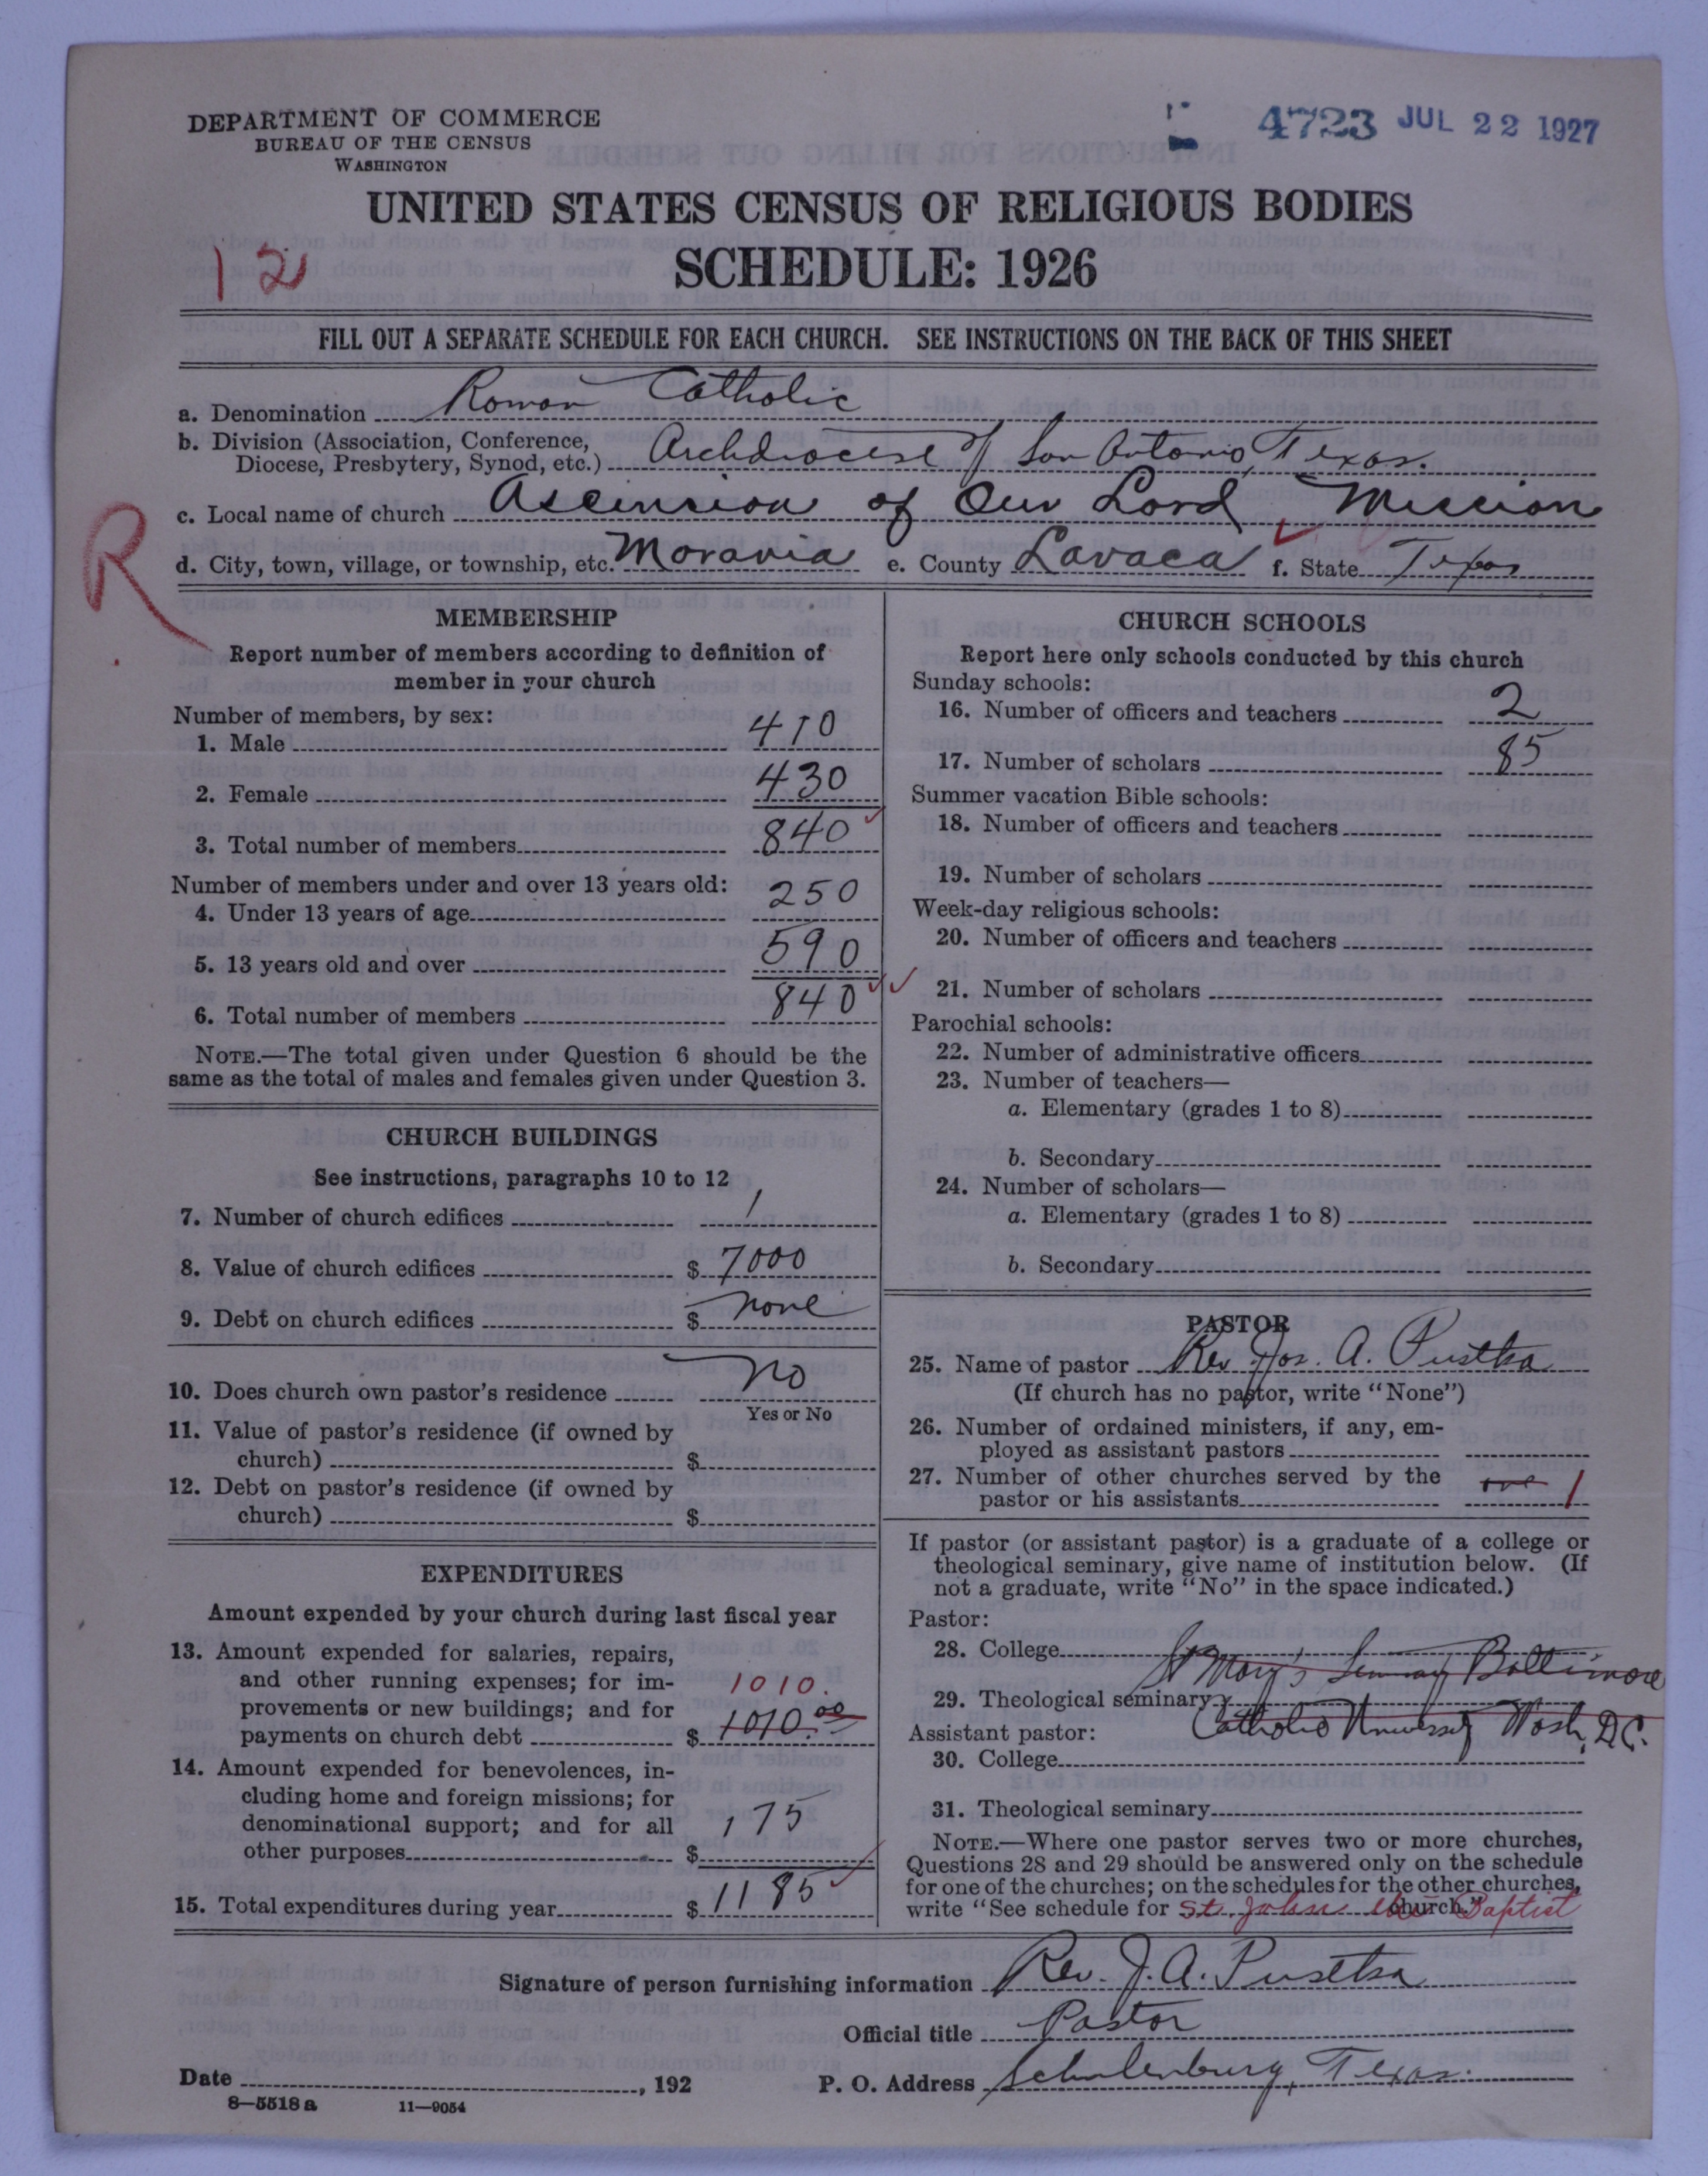 DEPARTMENT OF COMMERCE
BUREAU OF THE CENSUS
WASHINGTON
4723 JUL 22 1927
UNITED STATES CENSUS OF RELIGIOUS BODIES
SCHEDULE: 1926
12
FILL OUT A SEPARATE SCHEDULE FOR EACH CHURCH. SEE INSTRUCTIONS ON THE BACK OF THIS SHEET
a. Denomination Roman Catholic
b. Division (Association, Conference,
Diocese, Presbytery, Synod, etc.) Archdiocese of San Antonio, Texas.
c. Local name of church Ascension of Our Lord Mission
R
d. City, town, village, or township, etc. Moravia e. County Lavaca f. State Texas
MEMBERSHIP
Report number of members according to definition of
member in your church
Number of members, by sex:
1. Male 410
2. Female 430
3. Total number of members 840
Number of members under and over 13 years old:
4. Under 13 years of age 250
5. 13 years old and over 590
6. Total number of members 840
NOTE.—The total given under Question 6 should be the
same as the total of males and females given under Question 3.
CHURCH BUILDINGS
See instructions, paragraphs 10 to 12
7. Number of church edifices 1
8. Value of church edifices $ 7000
9. Debt on church edifices $ none
10. Does church own pastor's residence No
Yes or No
11. Value of pastor's residence (if owned by
church) $
12. Debt on pastor's residence (if owned by
church) $
EXPENDITURES
Amount expended by your church during last fiscal year
13. Amount expended for salaries, repairs,
and other running expenses; for im- 1010.
provements or new buildings; and for
payments on church debt $ 1010.00
14. Amount expended for benevolences, in-
cluding home and foreign missions; for
denominational support; and for all 175
other purposes $
15. Total expenditures during year $ 1185
CHURCH SCHOOLS
Report here only schools conducted by this church
Sunday schools:
16. Number of officers and teachers 2
17. Number of scholars 85
Summer vacation Bible schools:
18. Number of officers and teachers
19. Number of scholars
Week-day religious schools:
20. Number of officers and teachers
21. Number of scholars
Parochial schools:
22. Number of administrative officers
23. Number of teachers—
a. Elementary (grades 1 to 8)
b. Secondary
24. Number of scholars—
a. Elementary (grades 1 to 8)
b. Secondary
PASTOR
25. Name of pastor Rev. Jos. A. Pustka
(If church has no pastor, write "None")
26. Number of ordained ministers, if any, em-
ployed as assistant pastors
27. Number of other churches served by the
pastor or his assistants one 1
If pastor (or assistant pastor) is a graduate of a college or
theological seminary, give name of institution below. (If
not a graduate, write "No" in the space indicated.)
Pastor:
28. College
St Mary's Seminary Baltimore
29. Theological seminary
Catholic University Wash, D.C.
Assistant pastor:
30. College
31. Theological seminary
NOTE.—Where one pastor serves two or more churches,
Questions 28 and 29 should be answered only on the schedule
for one of the churches; on the schedules for the other churches,
write "See schedule for St. John the Baptist church."
Signature of person furnishing information Rev. J. A. Pustka
Official title Pastor
Date , 192 P. O. Address Schulenburg, Texas.
8—5518a 11—9054